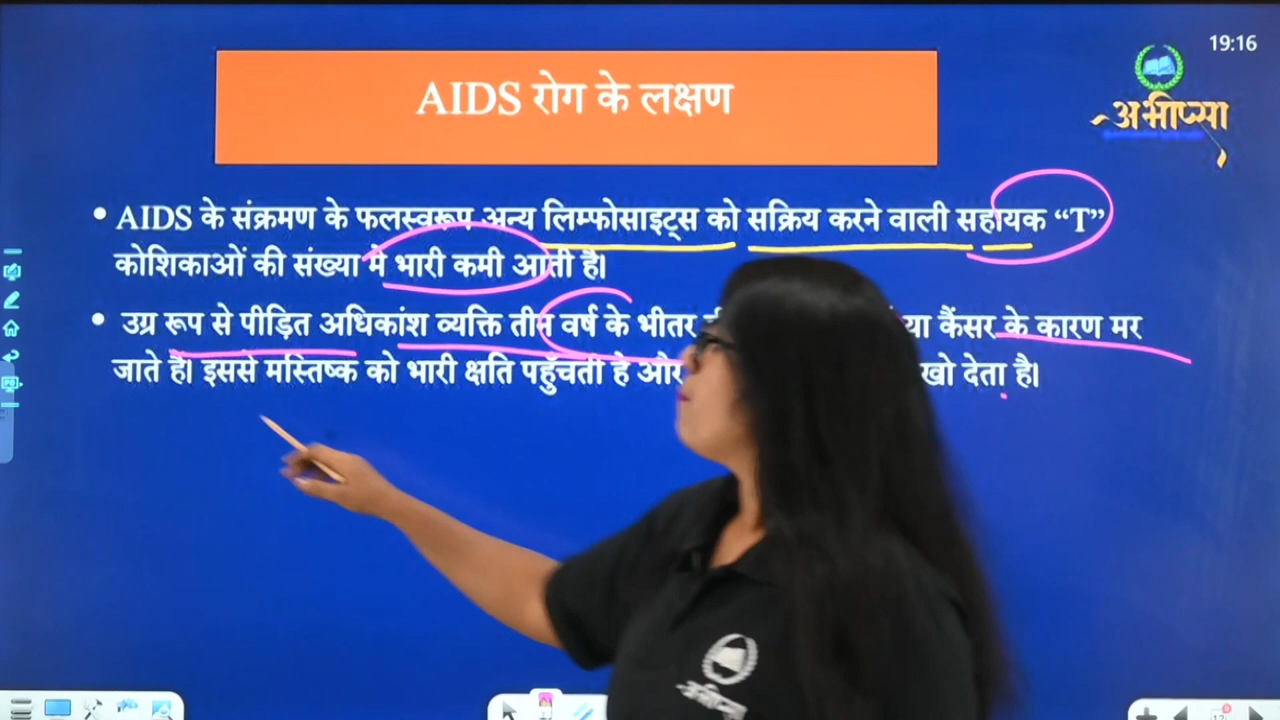 19:16
AIDS रोग के लक्षण
अभीप्सा
• AIDS के संक्रमण के फलस्वरूप अन्य लिम्फोसाइट्स को सक्रिय करने वाली सहायक “T”
कोशिकाओं की संख्या में भारी कमी आती है।
• उग्र रूप से पीड़ित अधिकांश व्यक्ति तीन वर्ष के भीतर या कैंसर के कारण मर
जाते है। इससे मस्तिष्क को भारी क्षति पहुँचती है और खो देता है।